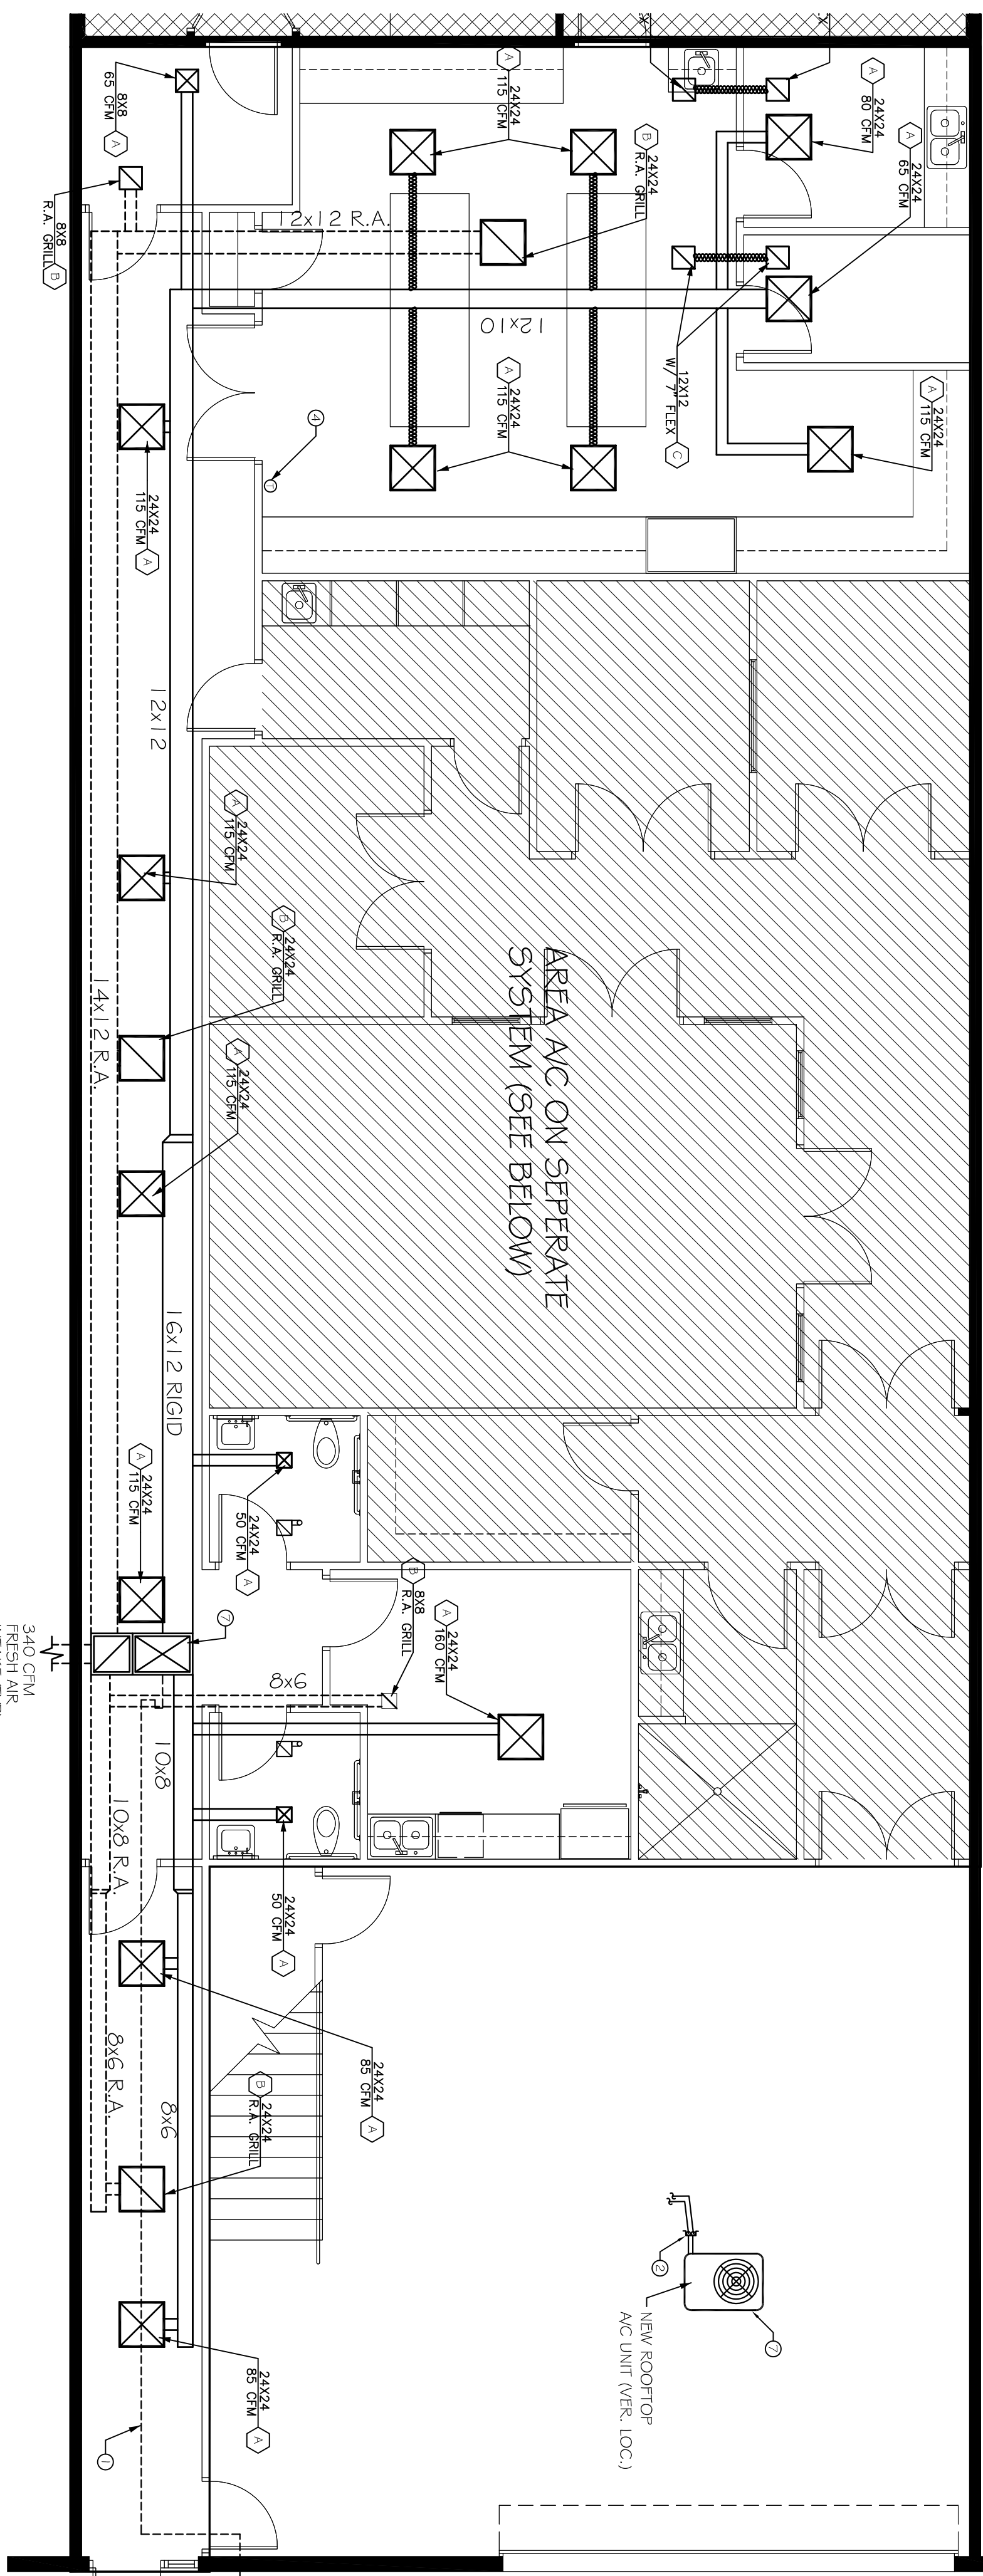 X
X
24X24
80 CFM
A
24X24
65 CFM
A
24X24
115 CFM
A
24X24
R.A. GRILL
B
8X8
65 CFM
A
8X8
R.A. GRILL
B
12x12 R.A.
12x10
12X12
W/ 7" FLEX
C
24X24
115 CFM
A
24X24
115 CFM
A
4
T
24X24
115 CFM
A
12x12
24X24
115 CFM
A
24X24
R.A. GRILL
B
14x12 R.A.
24X24
115 CFM
A
AREA A/C ON SEPERATE
SYSTEM (SEE BELOW)
16x12 RIGID
24X24
115 CFM
A
24X24
50 CFM
A
8X8
R.A. GRILL
B
24X24
160 CFM
A
7
340 CFM
FRESH AIR
8x6
10x8
10x8 R.A.
24X24
50 CFM
A
24X24
85 CFM
A
8x6 R.A.
8x6
24X24
R.A. GRILL
B
24X24
85 CFM
A
1
2
7
NEW ROOFTOP
A/C UNIT (VER. LOC.)